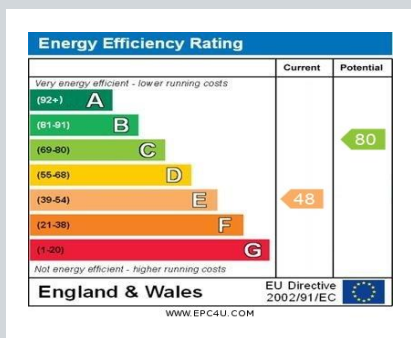 Energy Efficiency Rating
Current Potential
Very energy efficient - lower running costs
(92+) A
(81-91) B
(69-80) C
80
(55-68) D
(39-54) E
48
(21-38) F
(1-20) G
Not energy efficient - higher running costs
England & Wales
EU Directive
2002/91/EC
WWW.EPC4U.COM